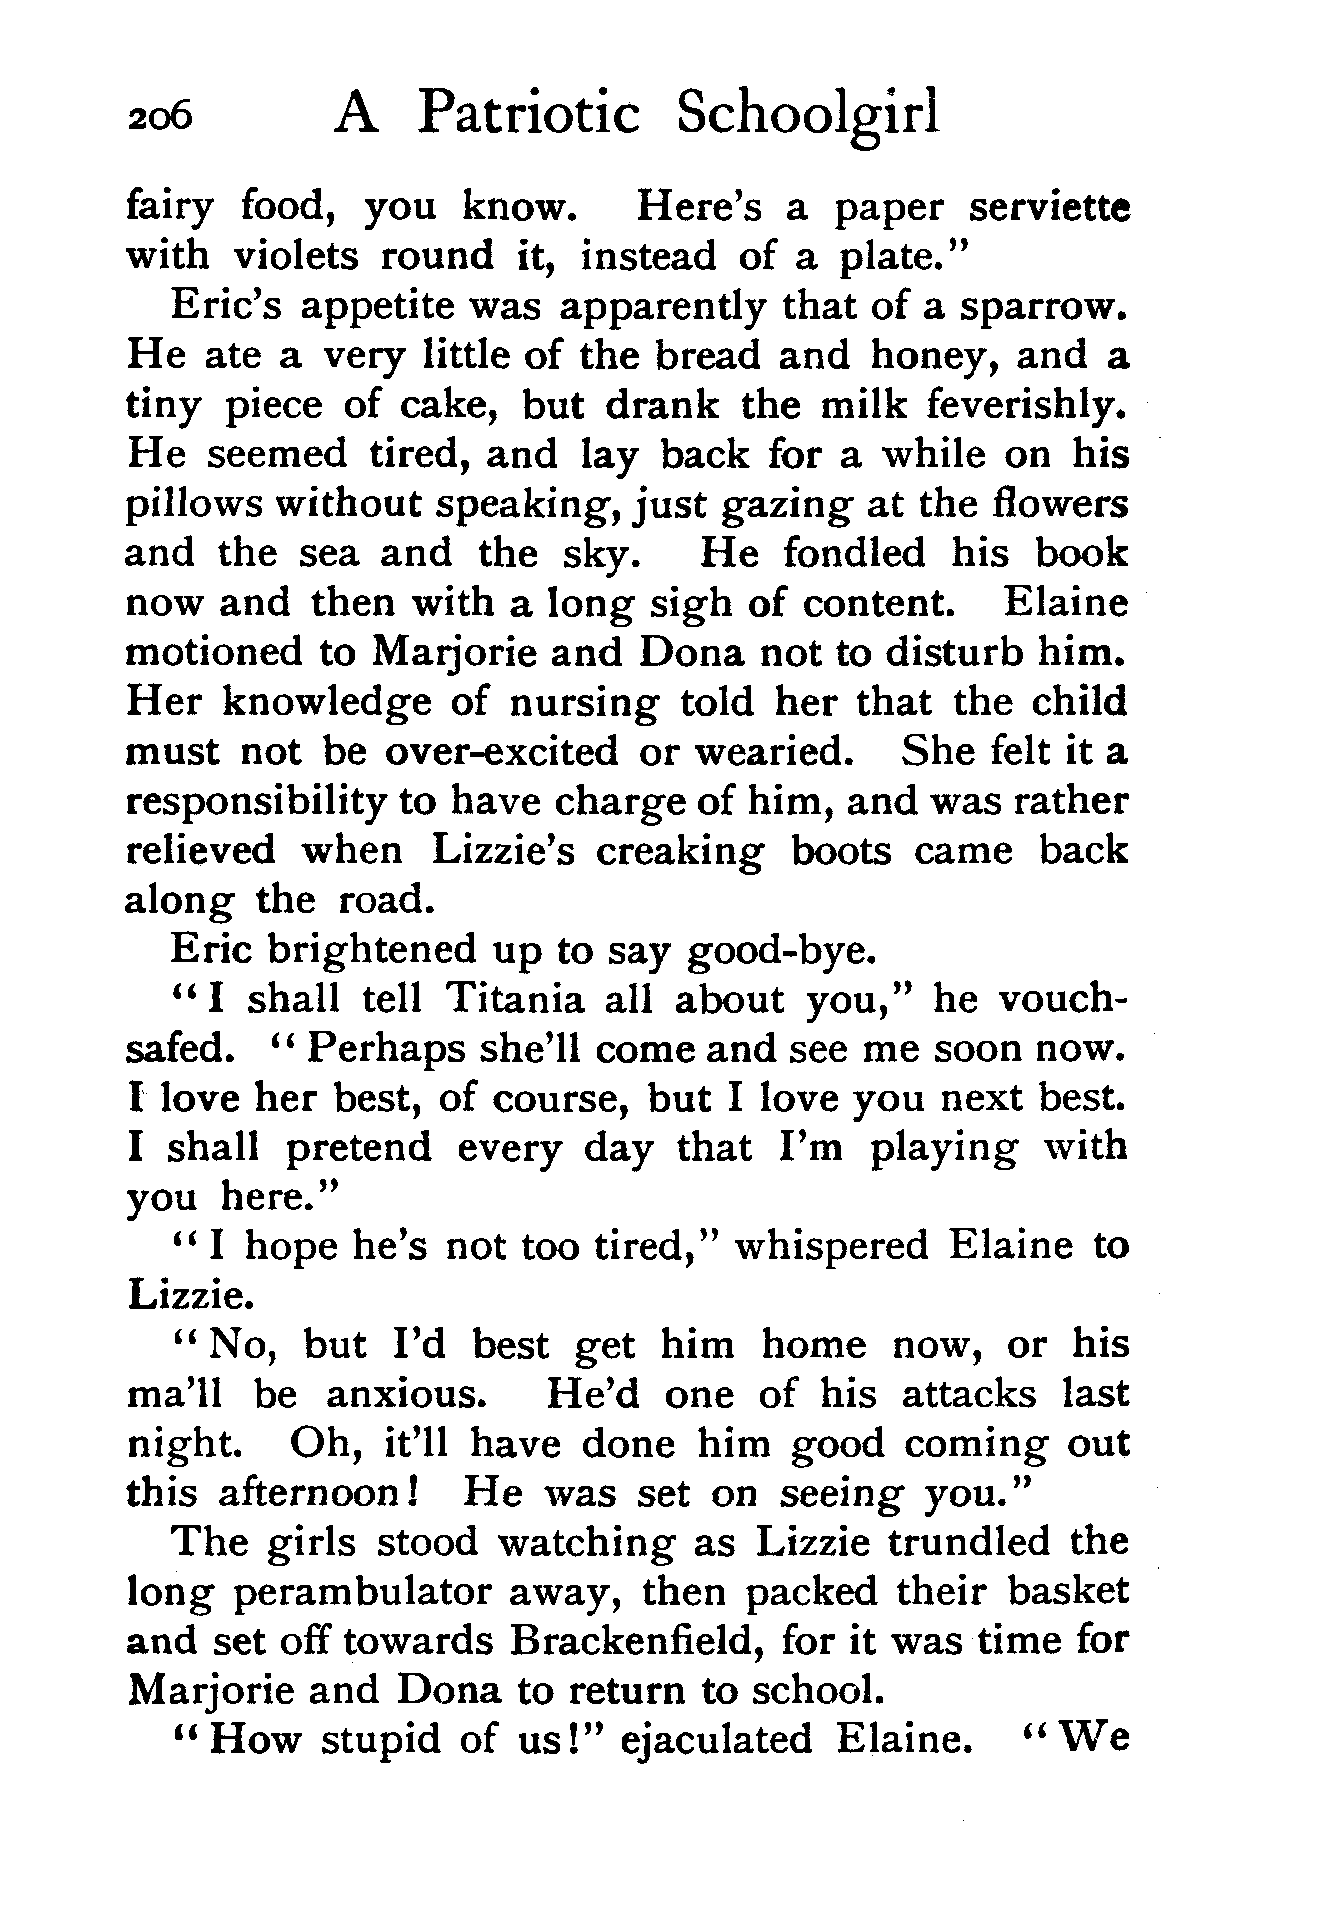 206 A Patriotic Schoolgirl
fairy food, you know. Here's a paper serviette
with violets round it, instead of a plate."
Eric's appetite was apparently that of a sparrow.
He ate a very little of the bread and honey, and a
tiny piece of cake, but drank the milk feverishly.
He seemed tired, and lay back for a while on his
pillows without speaking, just gazing at the flowers
and the sea and the sky. He fondled his book
now and then with a long sigh of content. Elaine
motioned to Marjorie and Dona not to disturb him.
Her knowledge of nursing told her that the child
must not be over-excited or wearied. She felt it a
responsibility to have charge of him, and was rather
relieved when Lizzie's creaking boots came back
along the road.
Eric brightened up to say good-bye.
"I shall tell Titania all about you," he vouch-
safed. "Perhaps she'll come and see me soon now.
I love her best, of course, but I love you next best.
I shall pretend every day that I'm playing with
you here."
"I hope he's not too tired," whispered Elaine to
Lizzie.
"No, but I'd best get him home now, or his
ma'll be anxious. He'd one of his attacks last
night. Oh, it'll have done him good coming out
this afternoon! He was set on seeing you."
The girls stood watching as Lizzie trundled the
long perambulator away, then packed their basket
and set off towards Brackenfield, for it was time for
Marjorie and Dona to return to school.
"How stupid of us!" ejaculated Elaine. "We